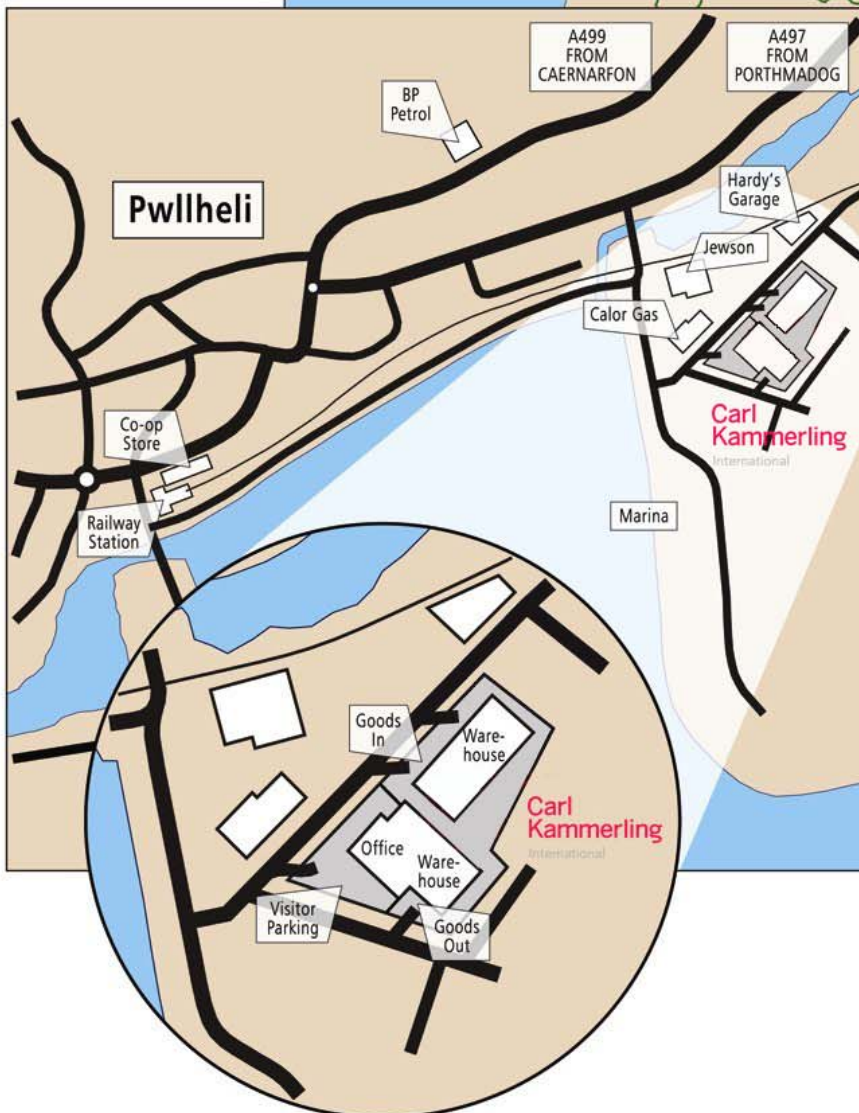 A499
FROM
CAERNARFON
A497
FROM
PORTHMADOG
BP
Petrol
Hardy's
Garage
Pwllheli
Jewson
Calor Gas
Carl
Kammerling
International
Co-op
Store
Railway
Station
Marina
Goods
In
Ware-
house
Carl
Kammerling
International
Office
Ware-
house
Visitor
Parking
Goods
Out